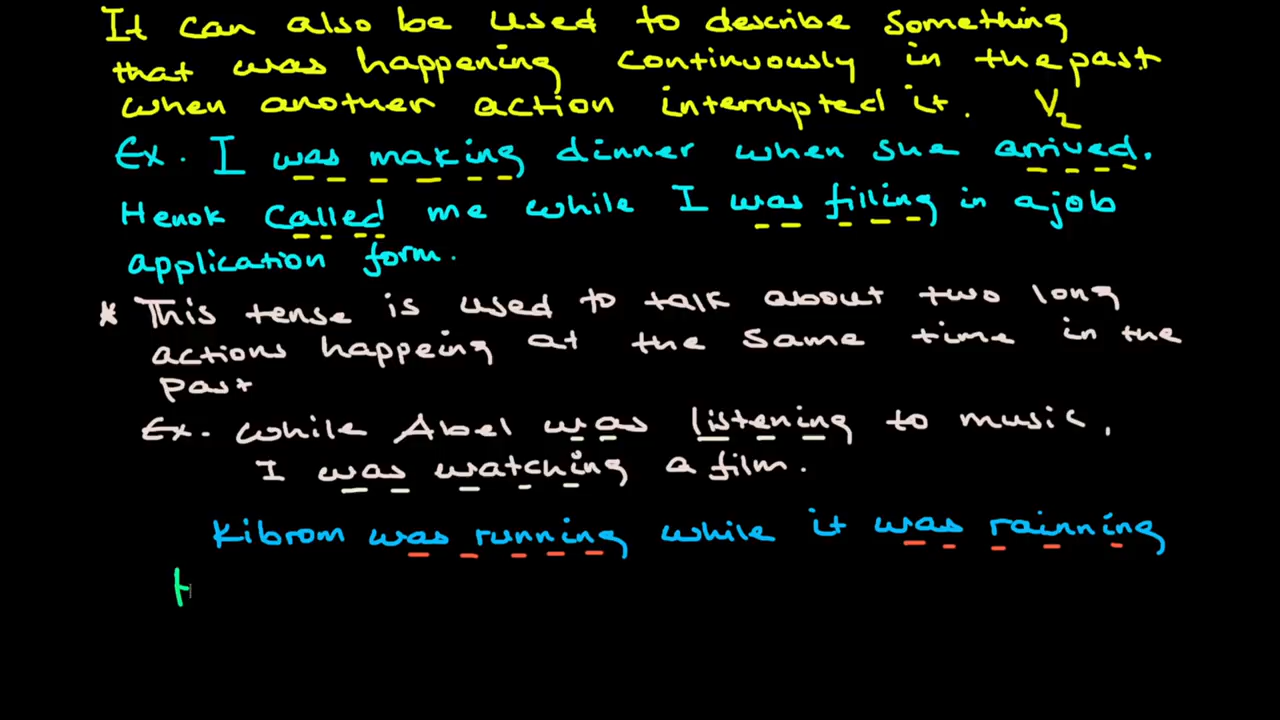 It can also be used to describe something
that was happening continuously in the past
when another action interrupted it. V2
Ex. I was making dinner when she arrived.
Henok called me while I was filling in a job
application form.
* This tense is used to talk about two long
actions happeing at the same time in the
past
Ex. while Abel was listening to music,
I was watching a film.
Kibrom was running while it was rainning